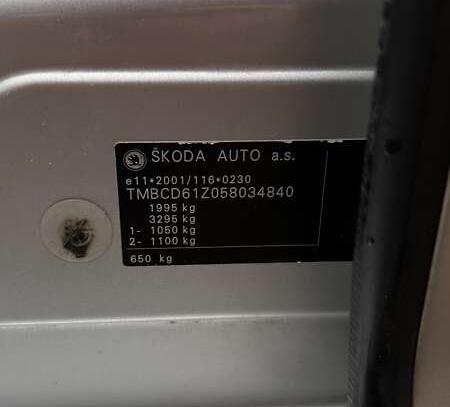 ŠKODA AUTO a.s.
e11*2001/116*0230
TMBCD61Z058034840
1995 kg
3295 kg
1- 1050 kg
2- 1100 kg
650 kg